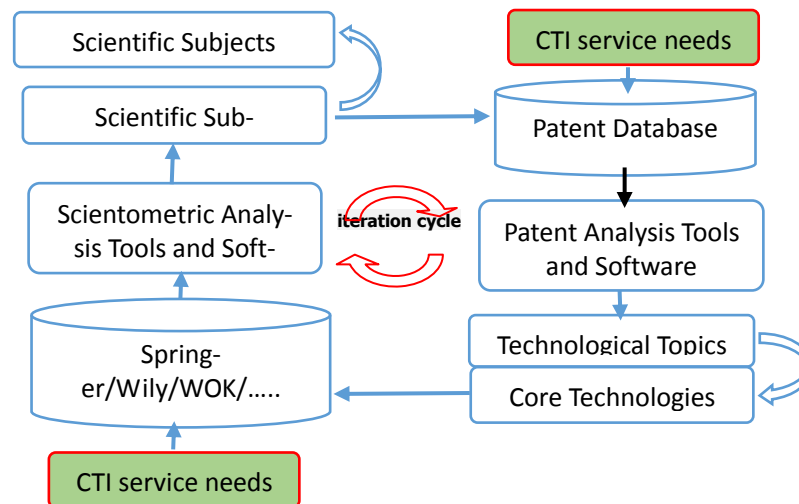 Scientific Subjects
CTI service needs
Scientific Sub-
Patent Database
Scientometric Analy-
sis Tools and Soft-
iteration cycle
Patent Analysis Tools
and Software
Spring-
er/Wily/WOK/.....
Technological Topics
Core Technologies
CTI service needs